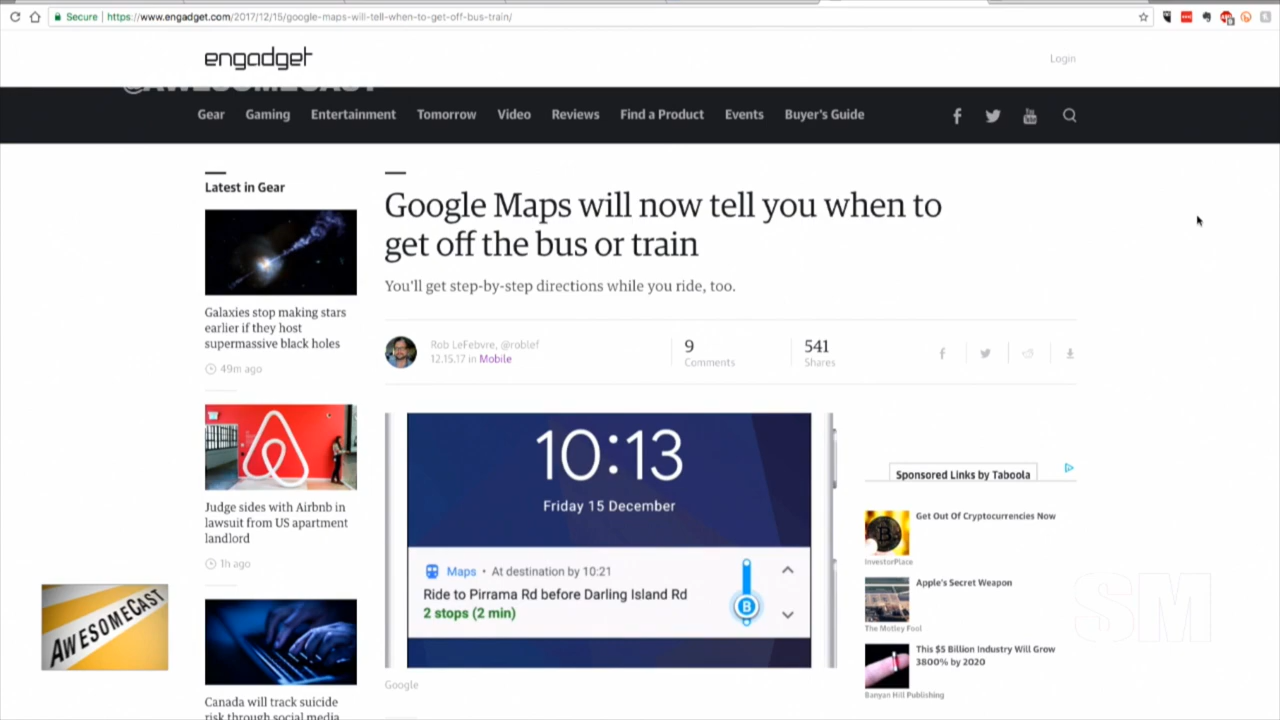 Secure
https://www.engadget.com/2017/12/15/google-maps-will-tell-when-to-get-off-bus-train/
engadget
Login
@AWESOMECAST
Gear
Gaming
Entertainment
Tomorrow
Video
Reviews
Find a Product
Events
Buyer's Guide
Latest in Gear
Galaxies stop making stars
earlier if they host
supermassive black holes
49m ago
Judge sides with Airbnb in
lawsuit from US apartment
landlord
1h ago
Canada will track suicide
risk through social media
Google Maps will now tell you when to
get off the bus or train
You'll get step-by-step directions while you ride, too.
Rob LeFebvre, @roblef
12.15.17 in Mobile
9
Comments
541
Shares
10:13
Friday 15 December
Maps • At destination by 10:21
Ride to Pirrama Rd before Darling Island Rd
2 stops (2 min)
B
Google
Sponsored Links by Taboola
Get Out Of Cryptocurrencies Now
InvestorPlace
Apple's Secret Weapon
The Motley Fool
This $5 Billion Industry Will Grow
3800% by 2020
Banyan Hill Publishing
AWESOMECAST
SM